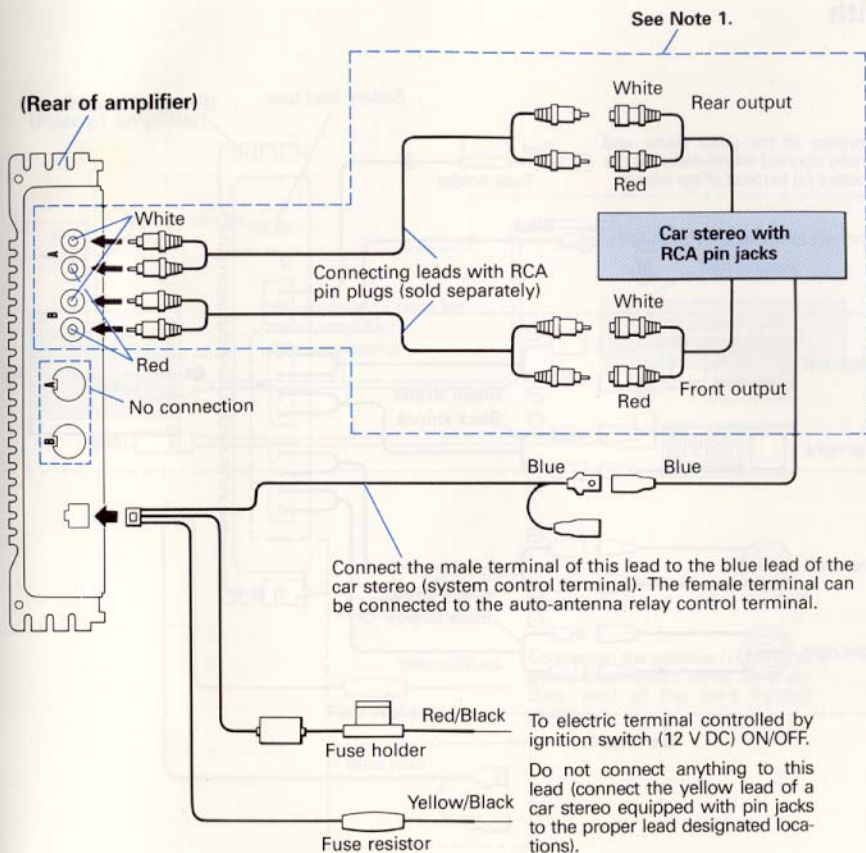 See Note 1.
(Rear of amplifier)
White
Rear output
Red
White
A
B
Red
Car stereo with
RCA pin jacks
Connecting leads with RCA
pin plugs (sold separately)
White
Front output
Red
A
B
No connection
Blue
Blue
Connect the male terminal of this lead to the blue lead of the
car stereo (system control terminal). The female terminal can
be connected to the auto-antenna relay control terminal.
Red/Black
Fuse holder
To electric terminal controlled by
ignition switch (12 V DC) ON/OFF.
Yellow/Black
Fuse resistor
Do not connect anything to this
lead (connect the yellow lead of a
car stereo equipped with pin jacks
to the proper lead designated loca-
tions).